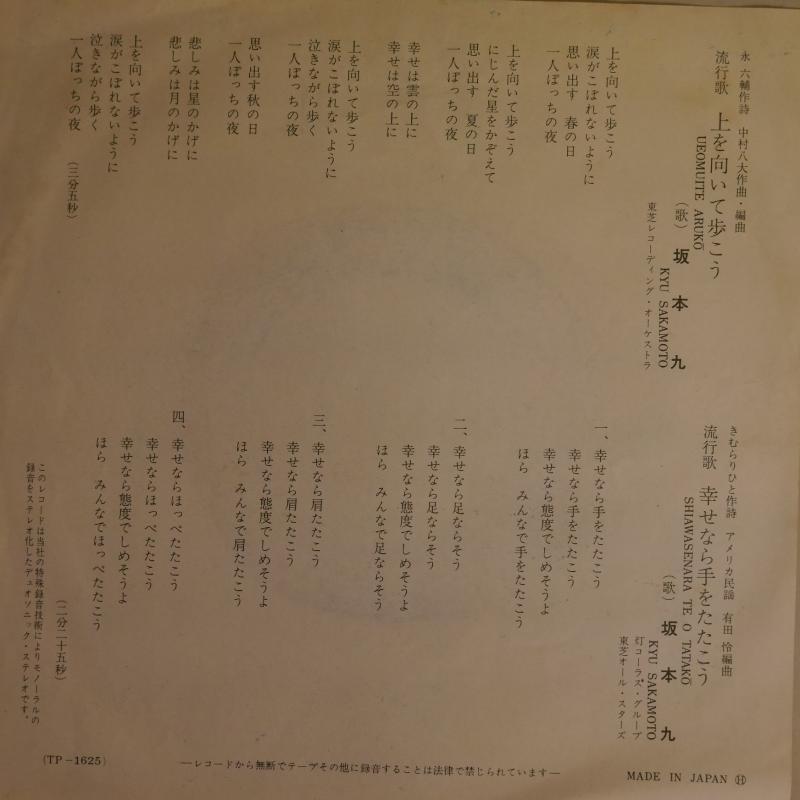 永 六輔作詩 中村八大作曲・編曲
流行歌 上を向いて歩こう
UEOMUITE ARUKŌ
(歌) 坂本 九
KYU SAKAMOTO
東芝レコーディング・オーケストラ
上を向いて歩こう
涙がこぼれないように
思い出す 春の日
一人ぼっちの夜
上を向いて歩こう
にじんだ星をかぞえて
思い出す 夏の日
一人ぼっちの夜
幸せは雲の上に
幸せは空の上に
上を向いて歩こう
涙がこぼれないように
泣きながら歩く
一人ぼっちの夜
思い出す秋の日
一人ぼっちの夜
悲しみは星のかげに
悲しみは月のかげに
上を向いて歩こう
涙がこぼれないように
泣きながら歩く
一人ぼっちの夜
(三分五秒)
きむらりひと作詩 アメリカ民謡 有田 怜編曲
流行歌 幸せなら手をたたこう
SHIAWASENARA TE O TATAKŌ
(歌) 坂本 九
KYU SAKAMOTO
灯コーラス・グループ
東芝オール・スターズ
一、幸せなら手をたたこう
幸せなら手をたたこう
幸せなら態度でしめそうよ
ほら みんなで手をたたこう
二、幸せなら足ならそう
幸せなら足ならそう
幸せなら態度でしめそうよ
ほら みんなで足ならそう
三、幸せなら肩たたこう
幸せなら肩たたこう
幸せなら態度でしめそうよ
ほら みんなで肩たたこう
四、幸せならほっぺたたこう
幸せならほっぺたたこう
幸せなら態度でしめそうよ
ほら みんなでほっぺたたこう
(二分二十五秒)
このレコードは当社の特殊録音技術によりモノーラルの
録音をステレオ化したデュオソニック・ステレオです。
(TP-1625)
―レコードから無断でテープその他に録音することは法律で禁じられています―
MADE IN JAPAN Ⓗ